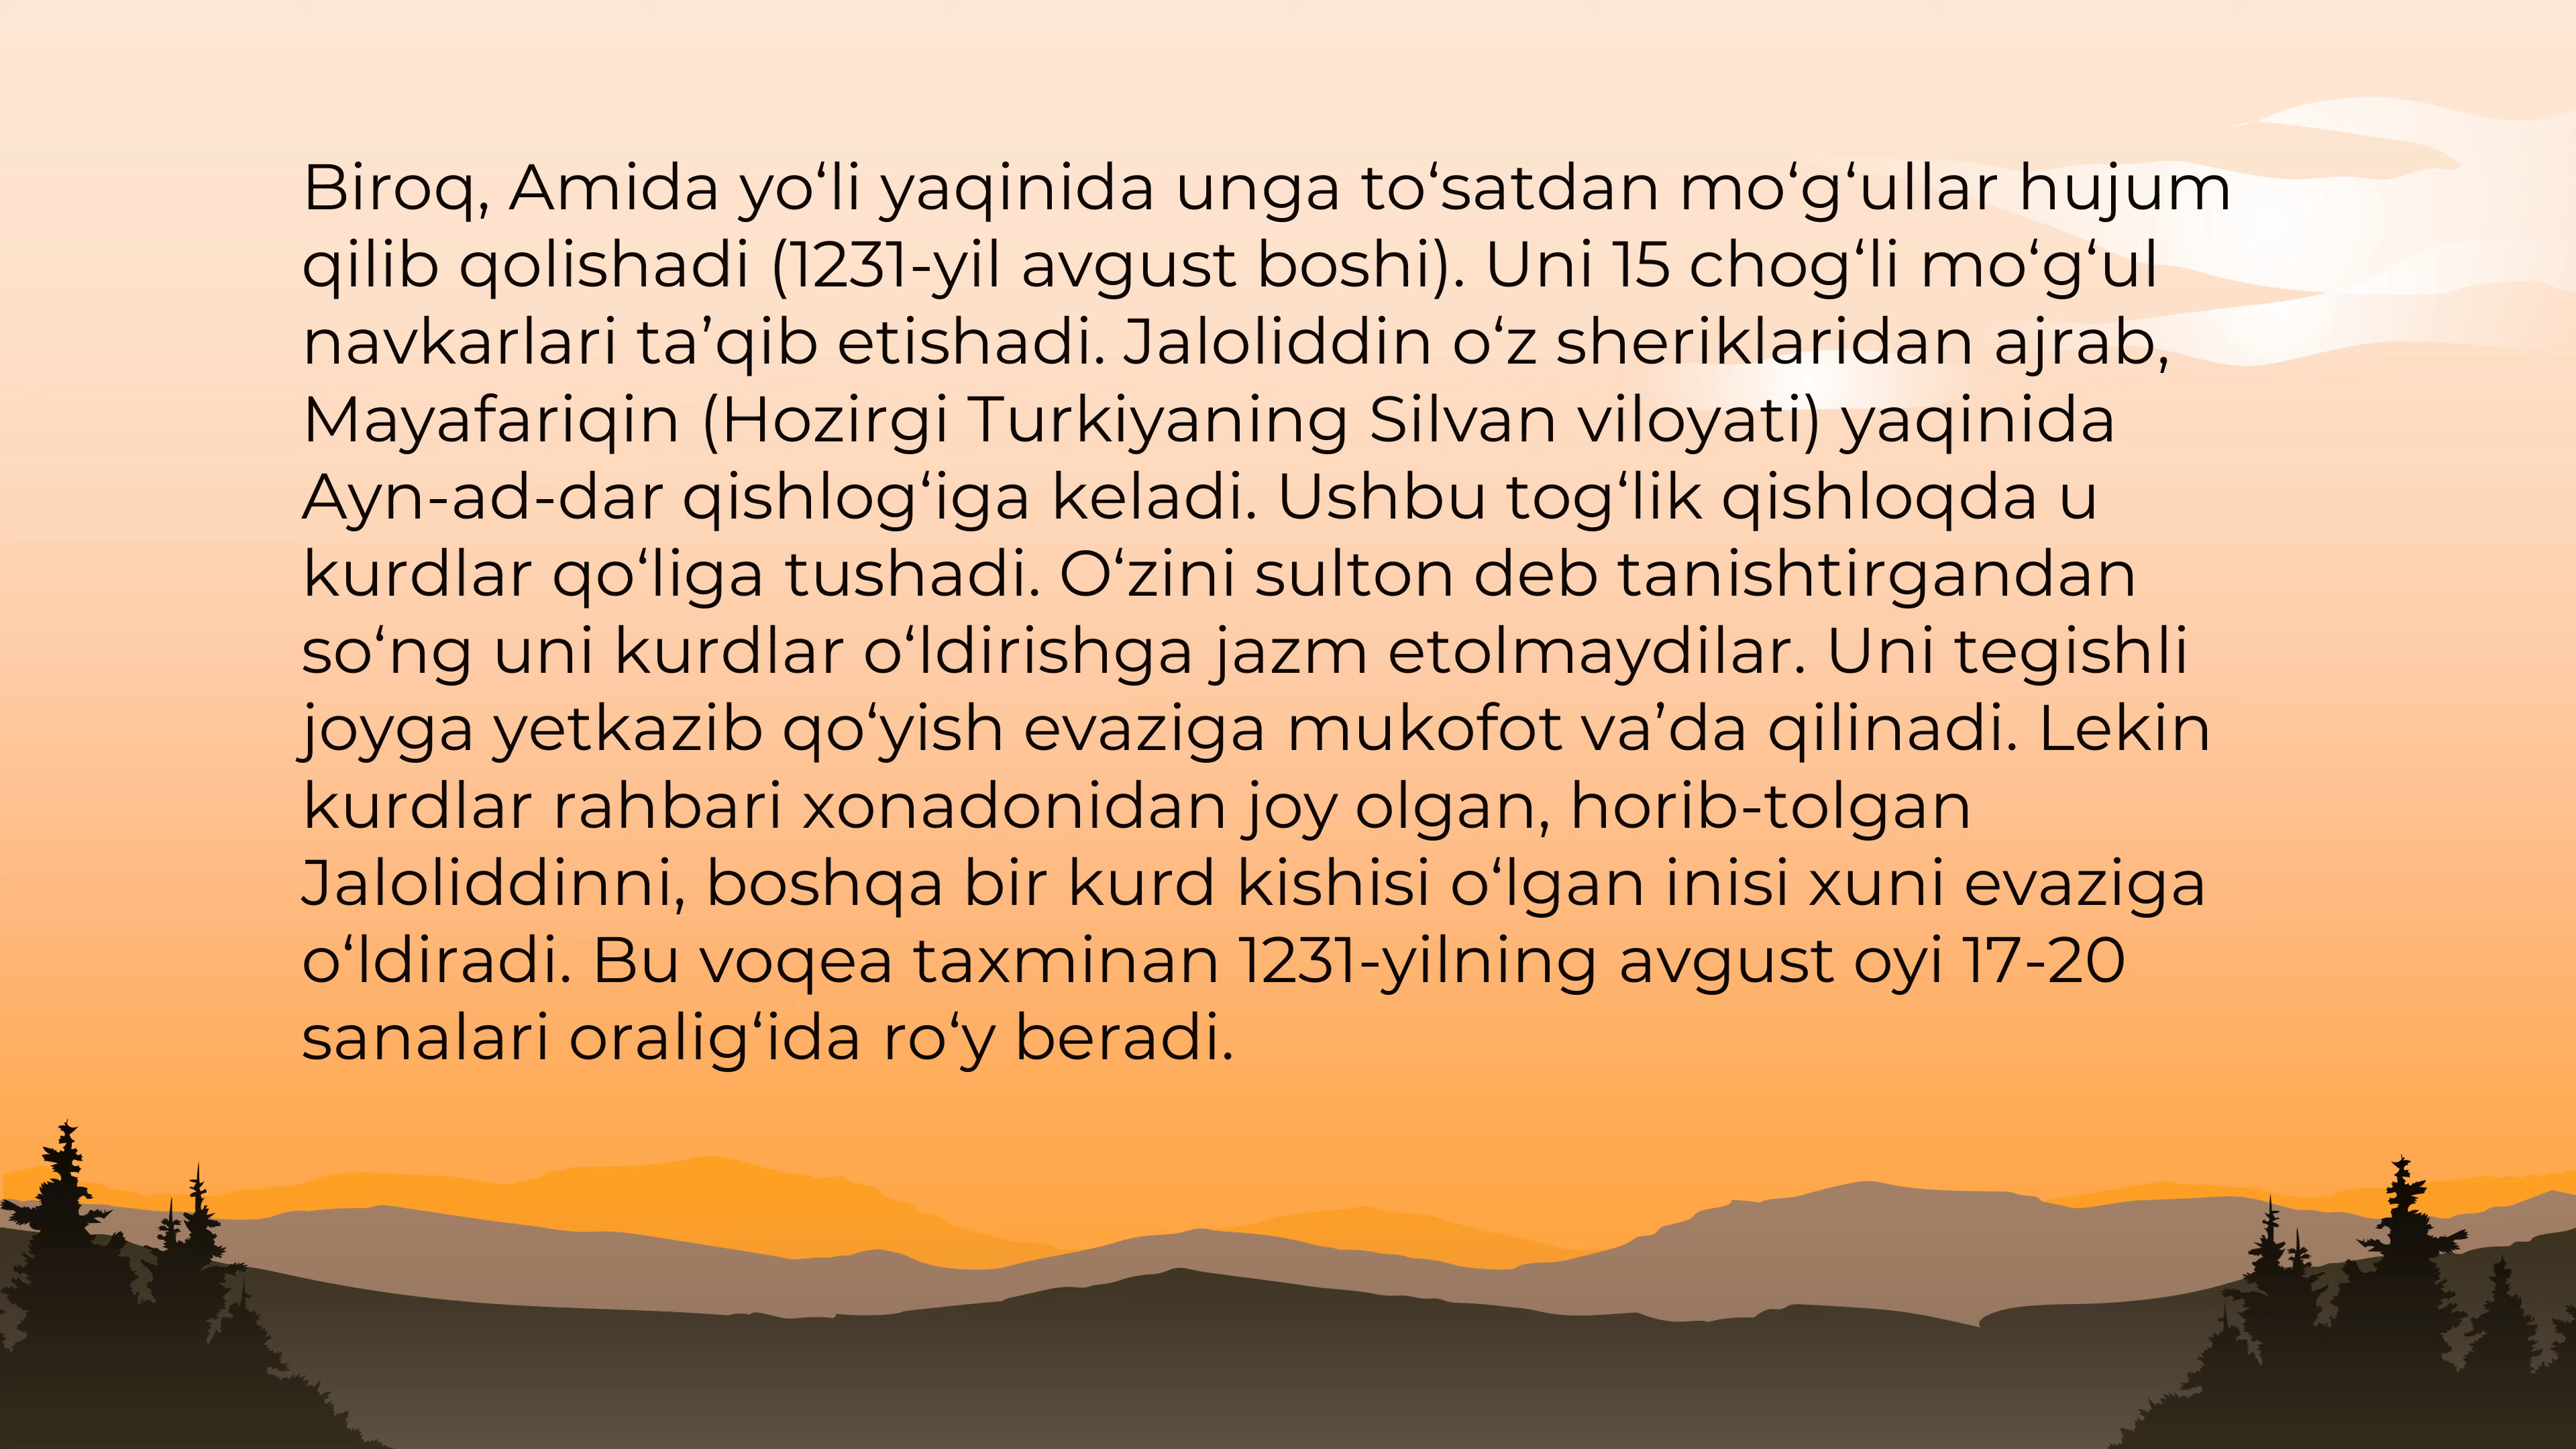 Biroq, Amida yo‘li yaqinida unga to‘satdan mo‘g‘ullar hujum
qilib qolishadi (1231-yil avgust boshi). Uni 15 chog‘li mo‘g‘ul
navkarlari ta’qib etishadi. Jaloliddin o‘z sheriklaridan ajrab,
Mayafariqin (Hozirgi Turkiyaning Silvan viloyati) yaqinida
Ayn-ad-dar qishlog‘iga keladi. Ushbu tog‘lik qishloqda u
kurdlar qo‘liga tushadi. O‘zini sulton deb tanishtirgandan
so‘ng uni kurdlar o‘ldirishga jazm etolmaydilar. Uni tegishli
joyga yetkazib qo‘yish evaziga mukofot va’da qilinadi. Lekin
kurdlar rahbari xonadonidan joy olgan, horib-tolgan
Jaloliddinni, boshqa bir kurd kishisi o‘lgan inisi xuni evaziga
o‘ldiradi. Bu voqea taxminan 1231-yilning avgust oyi 17-20
sanalari oralig‘ida ro‘y beradi.